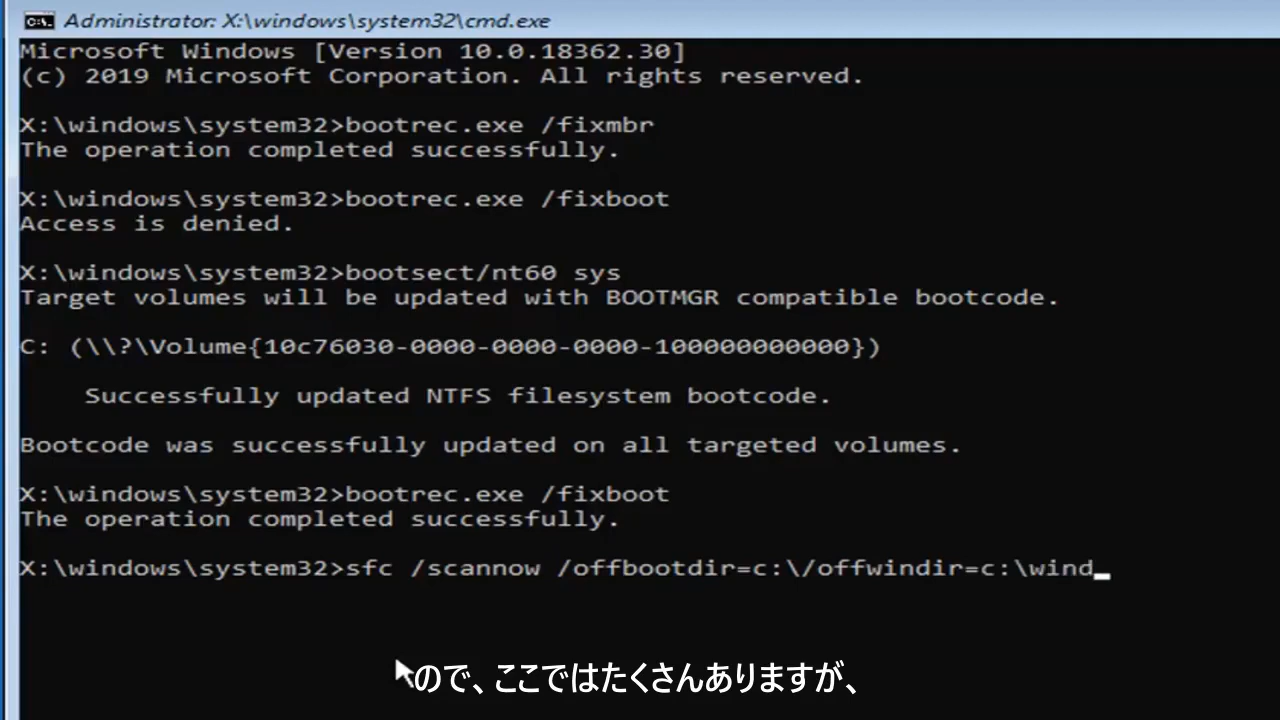 Administrator: X:\windows\system32\cmd.exe
Microsoft Windows [Version 10.0.18362.30]
(c) 2019 Microsoft Corporation. All rights reserved.
X:\windows\system32>bootrec.exe /fixmbr
The operation completed successfully.
X:\windows\system32>bootrec.exe /fixboot
Access is denied.
X:\windows\system32>bootsect/nt60 sys
Target volumes will be updated with BOOTMGR compatible bootcode.
C: (\\?\Volume{10c76030-0000-0000-0000-100000000000})
Successfully updated NTFS filesystem bootcode.
Bootcode was successfully updated on all targeted volumes.
X:\windows\system32>bootrec.exe /fixboot
The operation completed successfully.
X:\windows\system32>sfc /scannow /offbootdir=c:\/offwindir=c:\wind_
ので、ここではたくさんありますが、